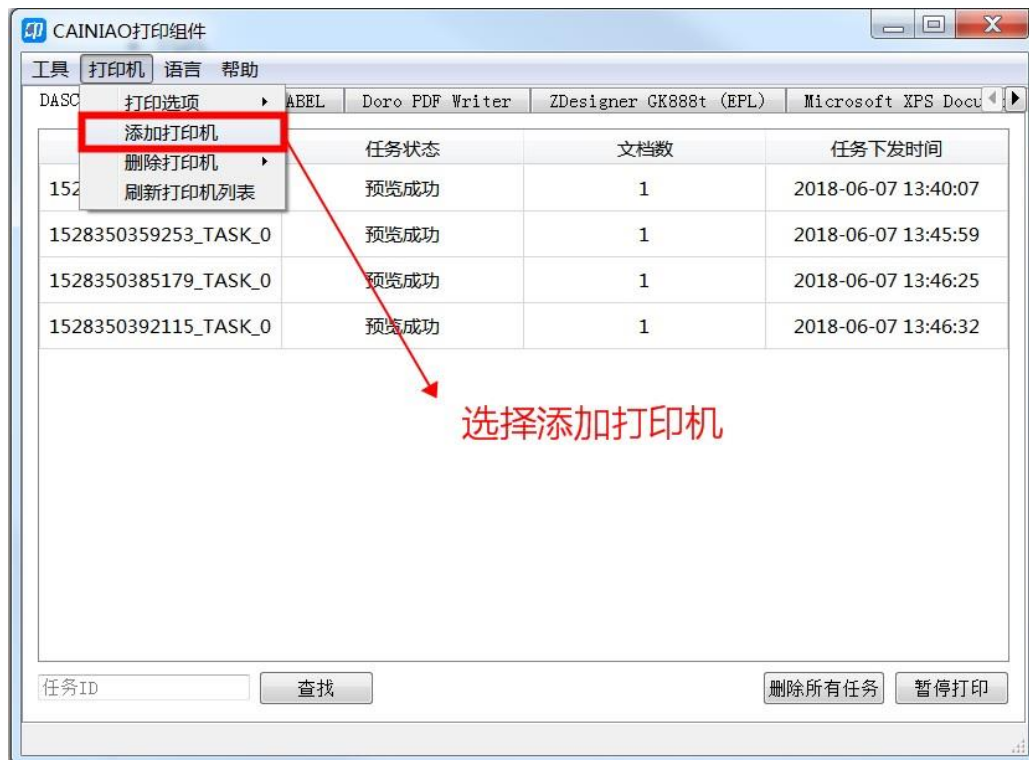 CAINIAO打印组件
工具 打印机 语言 帮助
DASC ABEL Doro PDF Writer ZDesigner GK888t (EPL) Microsoft XPS Docu
打印选项
添加打印机
删除打印机
刷新打印机列表
任务状态 文档数 任务下发时间
152 预览成功 1 2018-06-07 13:40:07
1528350359253_TASK_0 预览成功 1 2018-06-07 13:45:59
1528350385179_TASK_0 预览成功 1 2018-06-07 13:46:25
1528350392115_TASK_0 预览成功 1 2018-06-07 13:46:32
选择添加打印机
任务ID 查找 删除所有任务 暂停打印